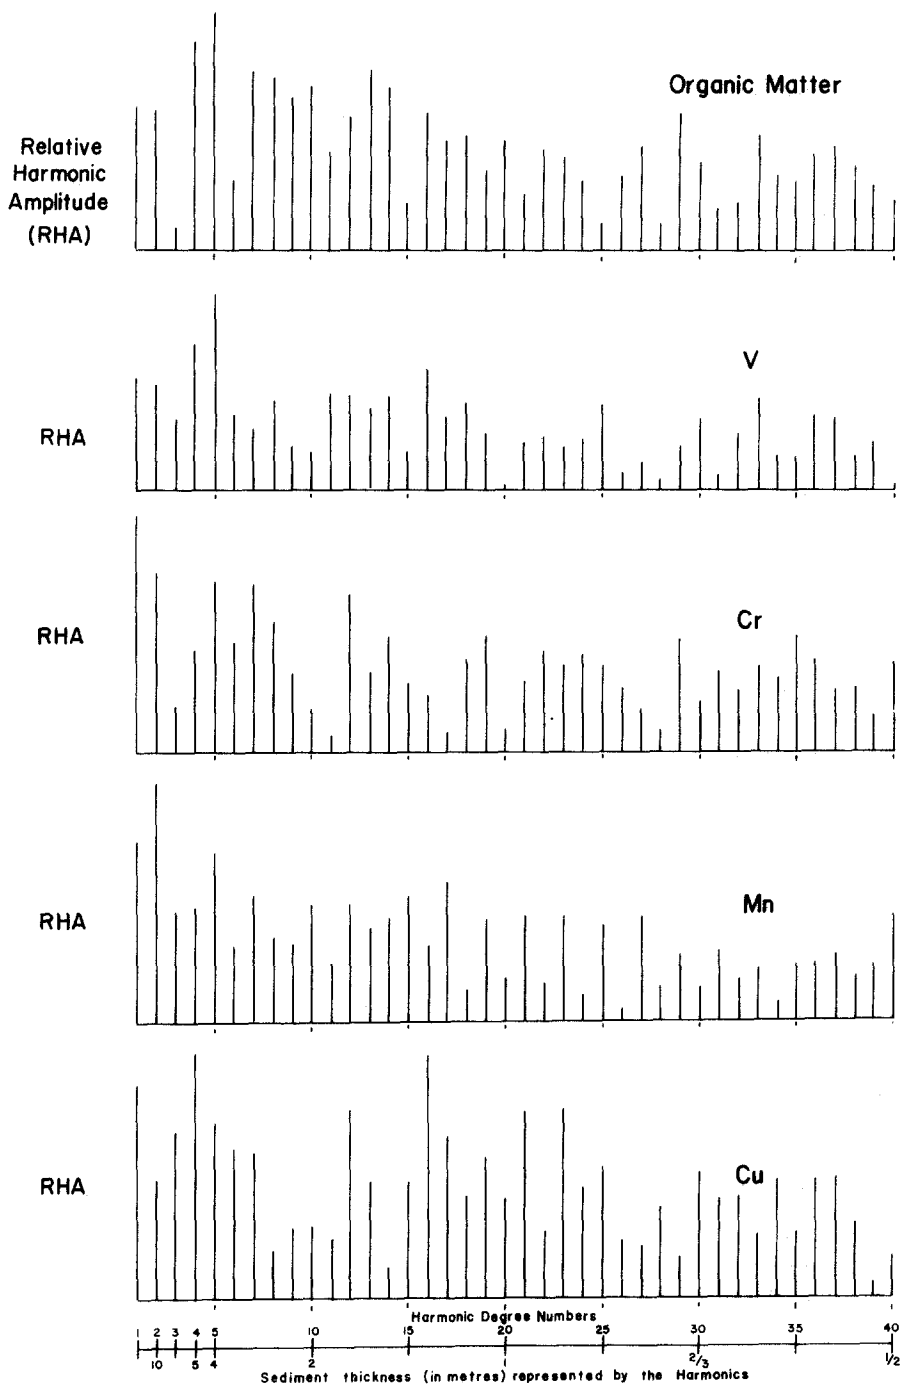 Organic Matter
Relative
Harmonic
Amplitude
(RHA)
V
RHA
Cr
RHA
Mn
RHA
Cu
RHA
Harmonic Degree Numbers
1 2 3 4 5 10 15 20 25 30 35 40
10 5 4 2 1 2/3 1/2
Sediment thickness (in metres) represented by the Harmonics